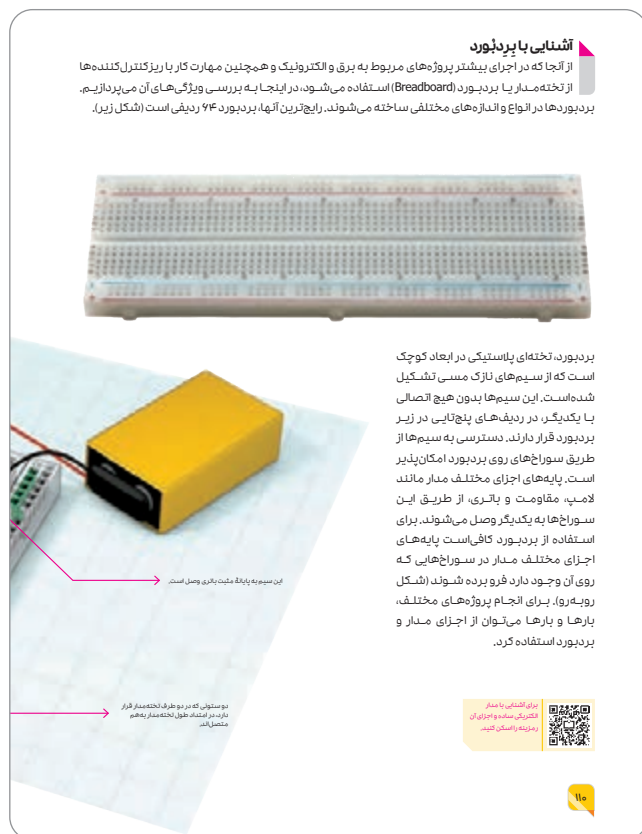 آشنایی با بِردبُورد
از آنجا که در اجرای بیشتر پروژه‌های مربوط به برق و الکترونیک و همچنین مهارت کار با ریزکنترل‌کننده‌ها
از تخته‌مدار یا بردبورد (Breadboard) استفاده می‌شود، در اینجا به بررسی ویژگی‌های آن می‌پردازیم.
بردبوردها در انواع و اندازه‌های مختلفی ساخته می‌شوند. رایج‌ترین آنها، بردبورد ۶۴ ردیفی است (شکل زیر).
بردبورد، تخته‌ای پلاستیکی در ابعاد کوچک
است که از سیم‌های نازک مسی تشکیل
شده‌است. این سیم‌ها بدون هیچ اتصالی
با یکدیگر، در ردیف‌های پنج‌تایی در زیر
بردبورد قرار دارند. دسترسی به سیم‌ها از
طریق سوراخ‌های روی بردبورد امکان‌پذیر
است. پایه‌های اجزای مختلف مدار مانند
لامپ، مقاومت و باتری، از طریق این
سوراخ‌ها به یکدیگر وصل می‌شوند. برای
استفاده از بردبورد کافی‌است پایه‌های
اجزای مختلف مدار در سوراخ‌هایی که
روی آن وجود دارد فرو برده شوند (شکل
روبه‌رو). برای انجام پروژه‌های مختلف،
بارها و بارها می‌توان از اجزای مدار و
بردبورد استفاده کرد.
این سیم به پایانهٔ مثبت باتری وصل است.
دو ستونی که در دو طرف تخته‌مدار قرار
دارد، در امتداد طول تخته‌مدار به‌هم
متصل‌اند.
برای آشنایی با مدار
الکتریکی ساده و اجزای آن
رمزینه را اسکن کنید.
۱۱۰